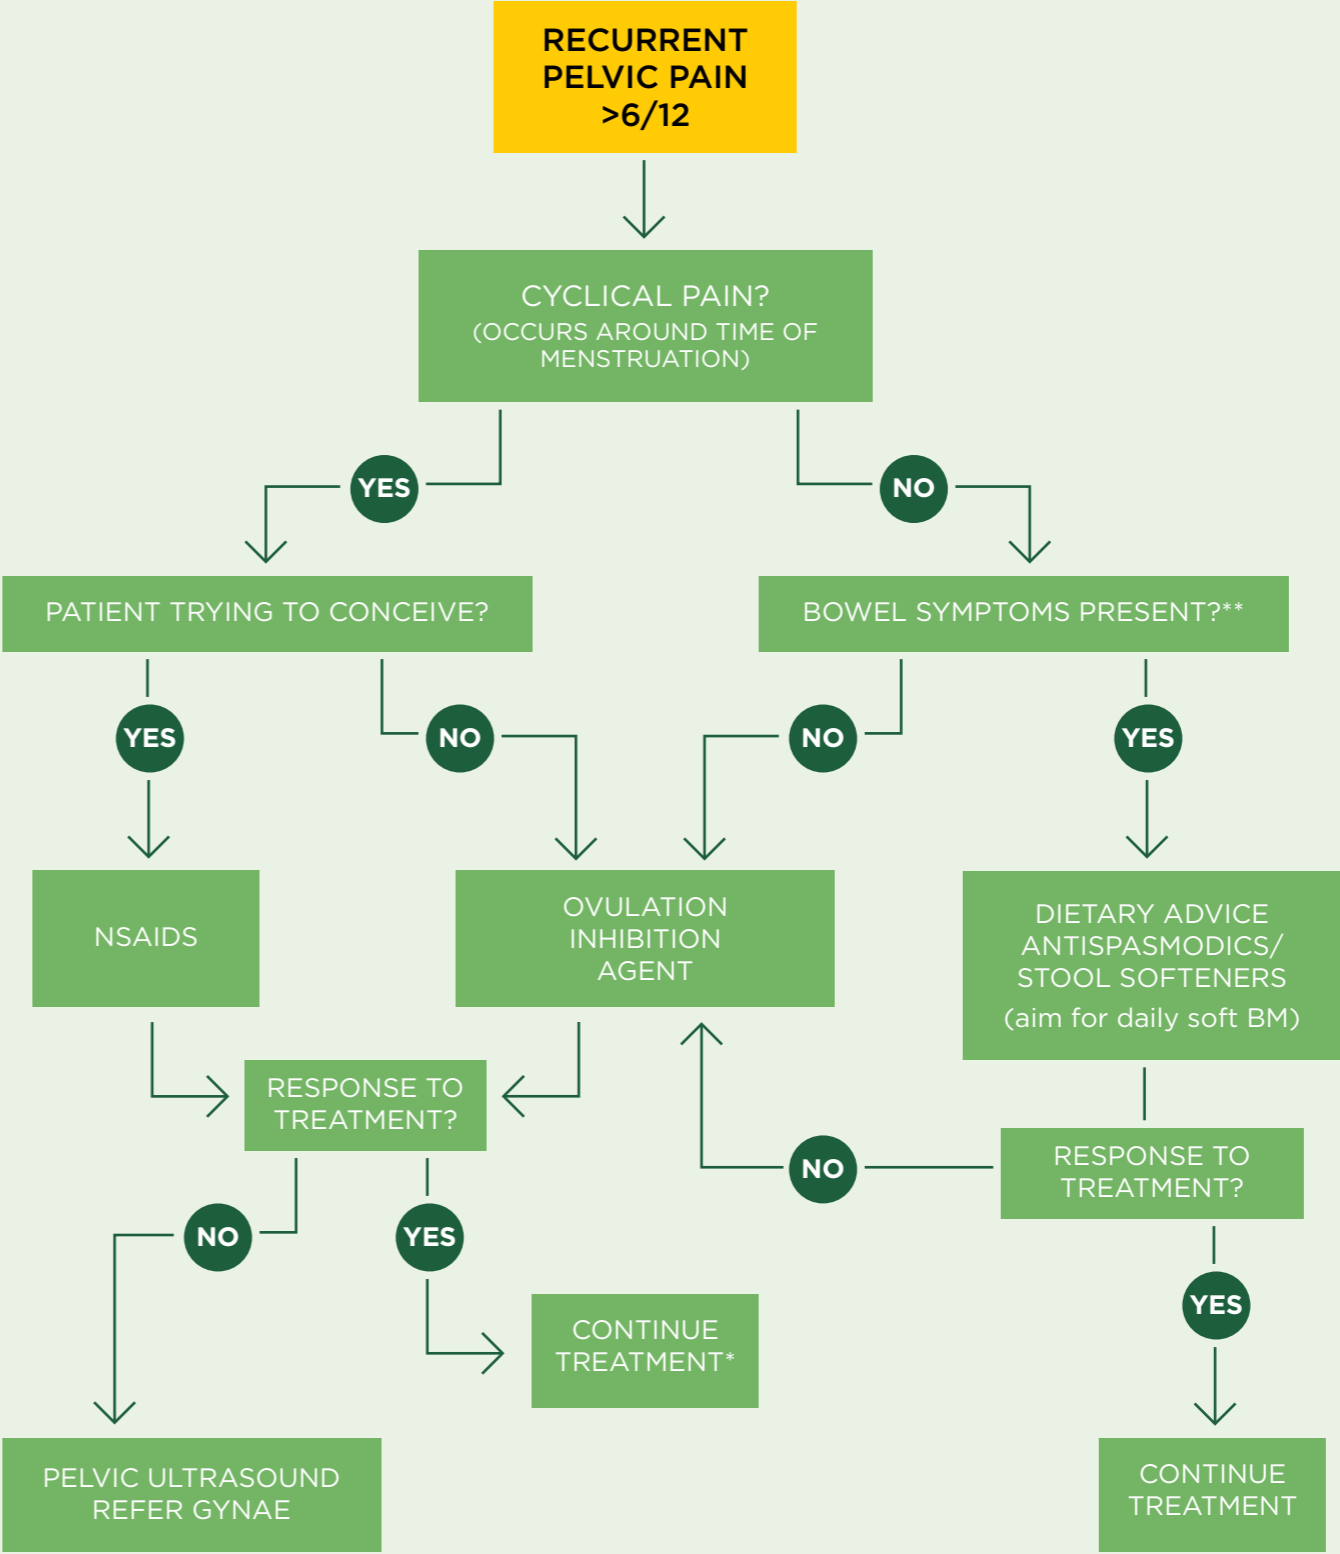 RECURRENT
PELVIC PAIN
>6/12
CYCLICAL PAIN?
(OCCURS AROUND TIME OF
MENSTRUATION)
YES
NO
PATIENT TRYING TO CONCEIVE?
BOWEL SYMPTOMS PRESENT?**
YES
NO
NO
YES
NSAIDS
OVULATION
INHIBITION
AGENT
DIETARY ADVICE
ANTISPASMODICS/
STOOL SOFTENERS
(aim for daily soft BM)
RESPONSE TO
TREATMENT?
NO
RESPONSE TO
TREATMENT?
NO
YES
YES
CONTINUE
TREATMENT*
PELVIC ULTRASOUND
REFER GYNAE
CONTINUE
TREATMENT